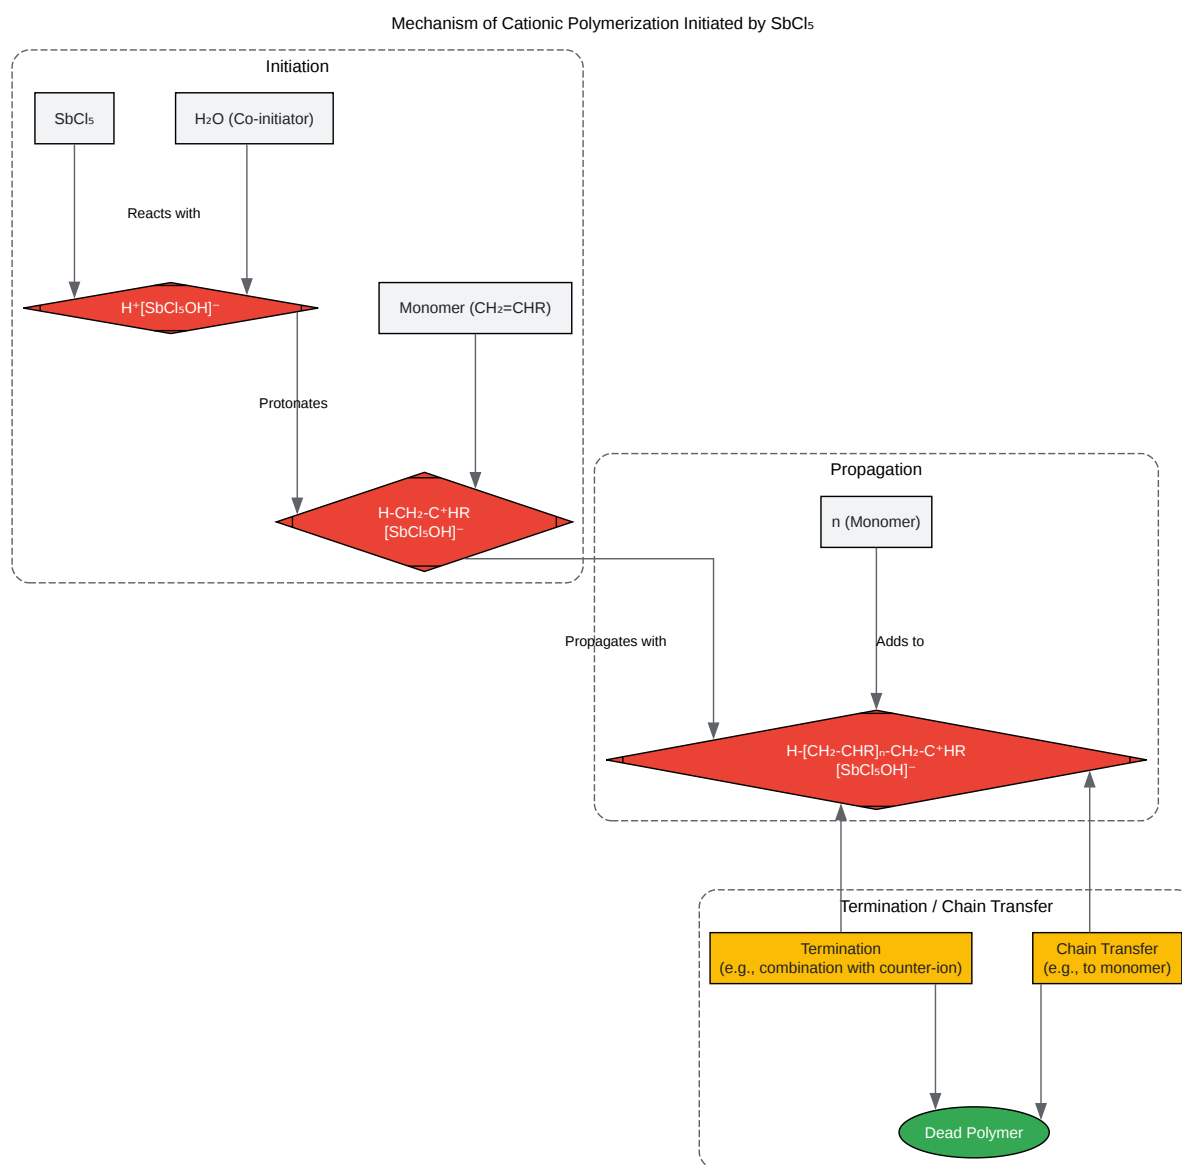 Mechanism of Cationic Polymerization Initiated by SbCl₅
Initiation
SbCl₅
H₂O (Co-initiator)
Reacts with
H⁺[SbCl₅OH]⁻
Monomer (CH₂=CHR)
Protonates
H-CH₂-C⁺HR
[SbCl₅OH]⁻
Propagation
n (Monomer)
Propagates with
Adds to
H-[CH₂-CHR]ₙ-CH₂-C⁺HR
[SbCl₅OH]⁻
Termination / Chain Transfer
Termination
(e.g., combination with counter-ion)
Chain Transfer
(e.g., to monomer)
Dead Polymer